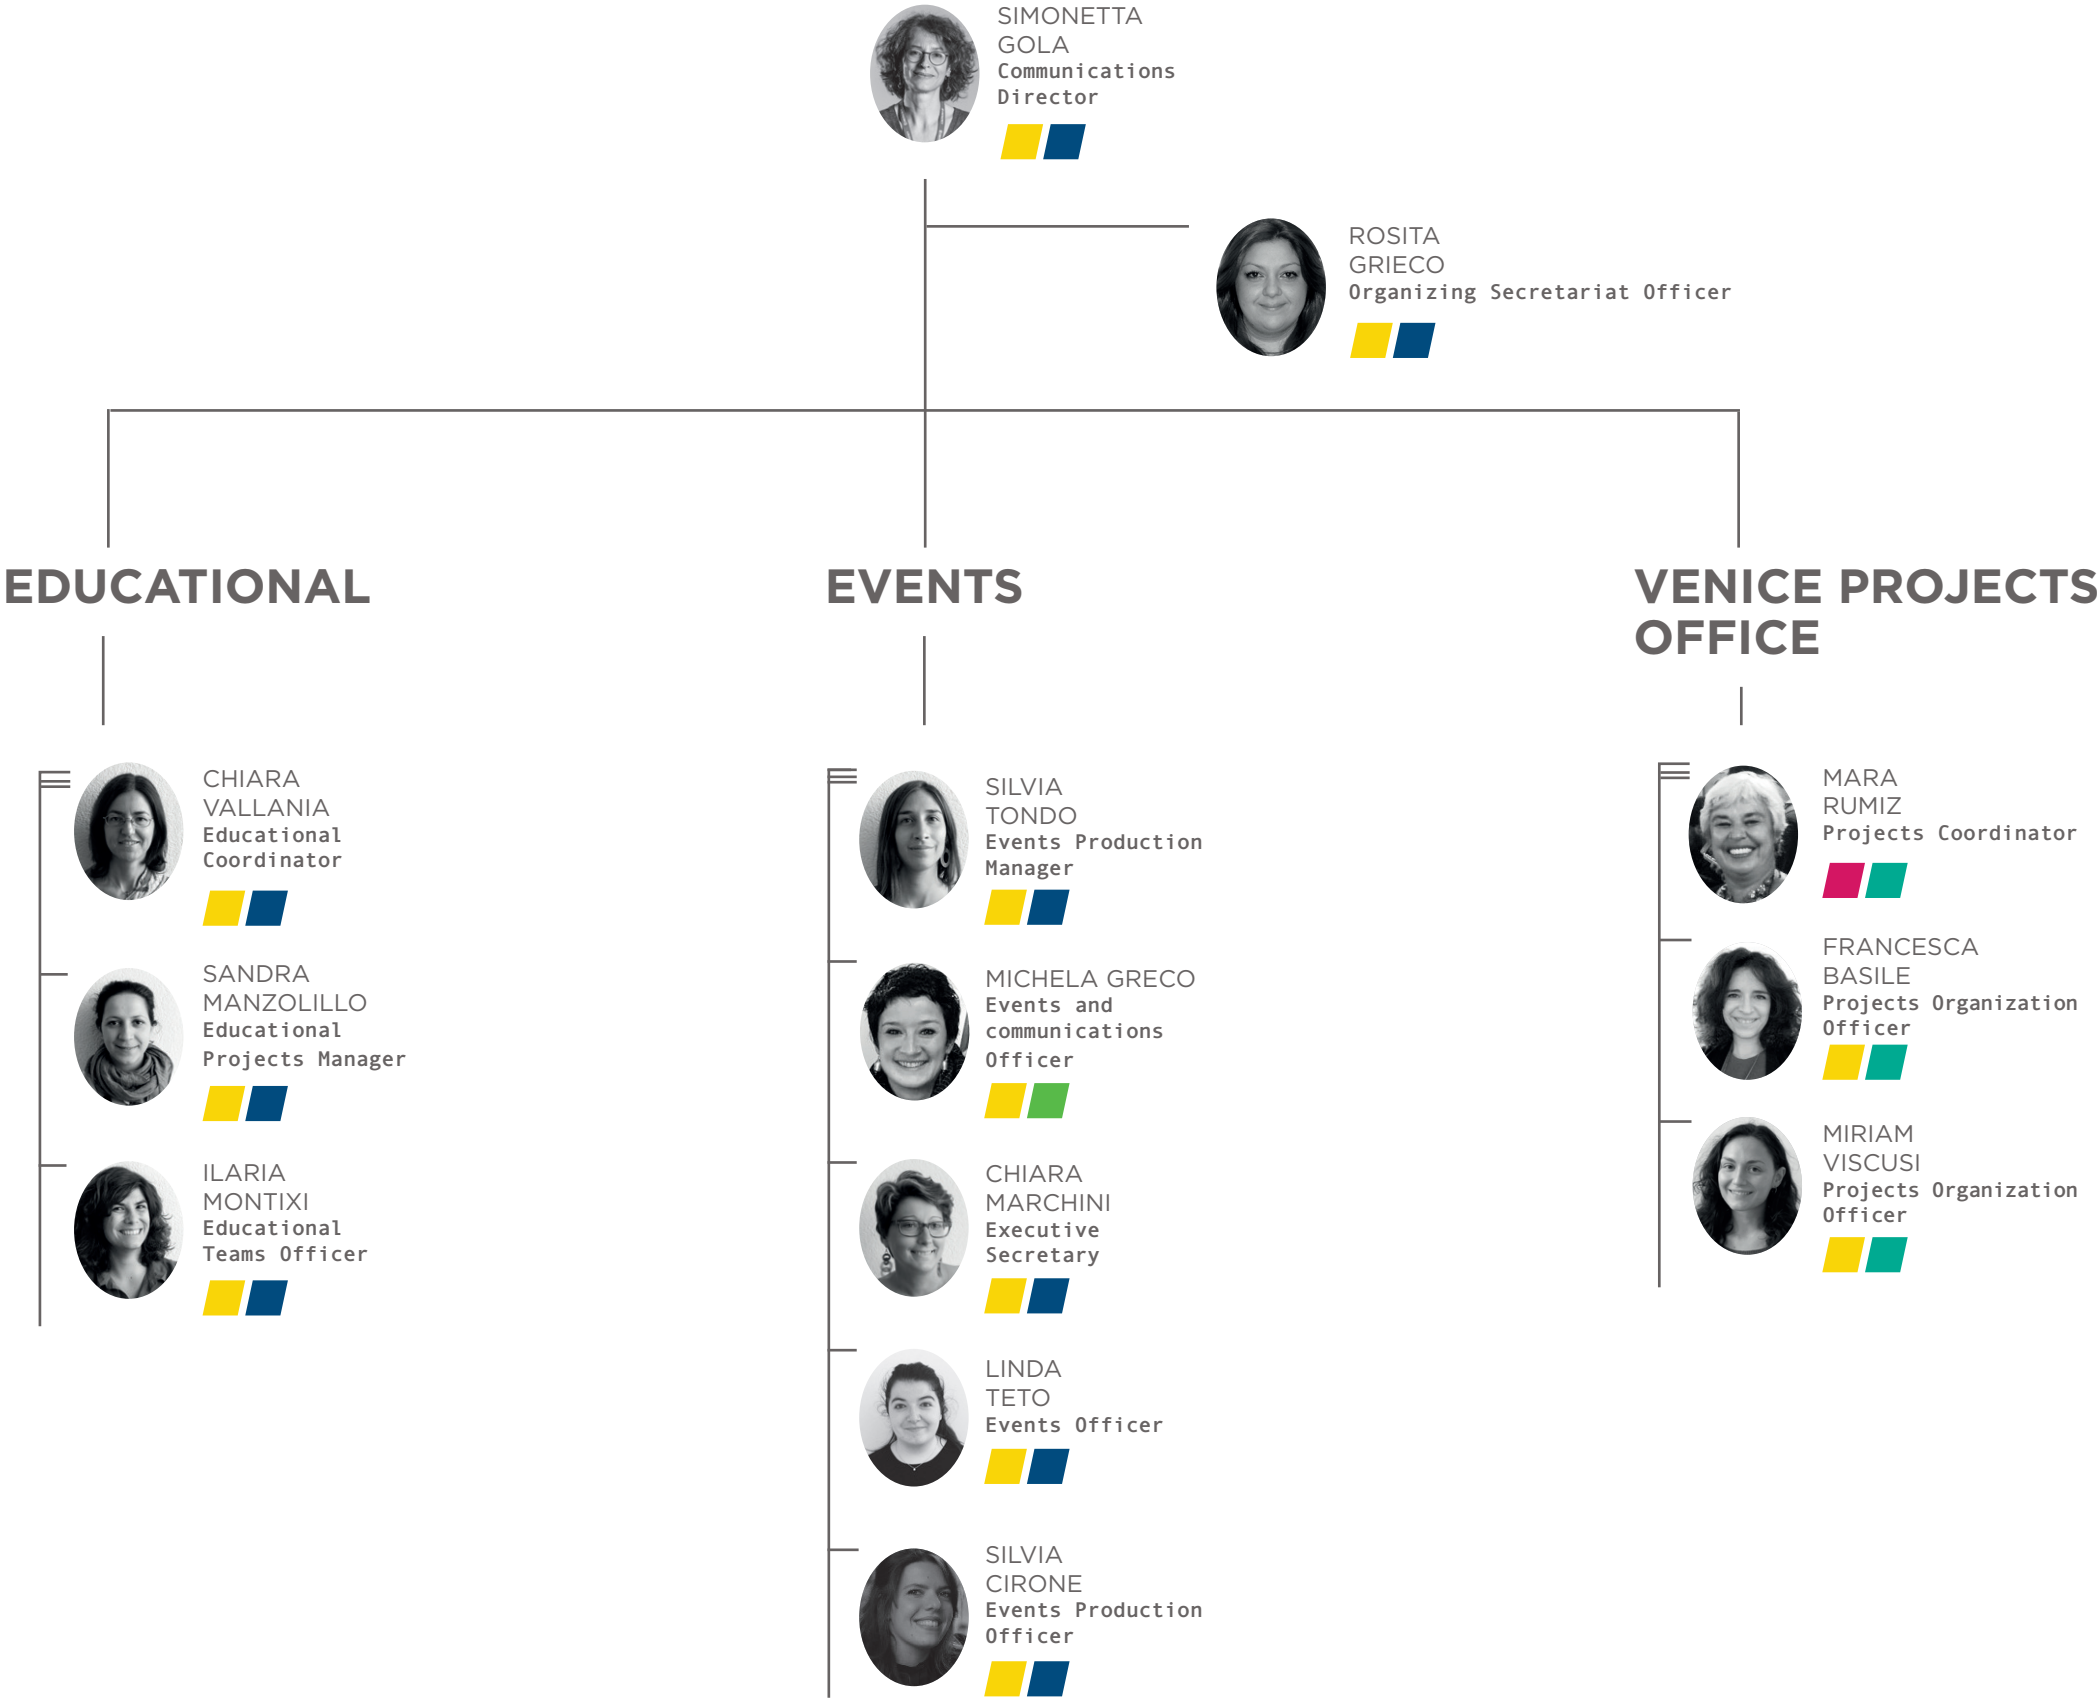 SIMONETTA
GOLA
Communications
Director
ROSITA
GRIECO
Organizing Secretariat Officer
EDUCATIONAL
CHIARA
VALLANIA
Educational
Coordinator
SANDRA
MANZOLILLO
Educational
Projects Manager
ILARIA
MONTIXI
Educational
Teams Officer
EVENTS
SILVIA
TONDO
Events Production
Manager
MICHELA GRECO
Events and
communications
Officer
CHIARA
MARCHINI
Executive
Secretary
LINDA
TETO
Events Officer
SILVIA
CIRONE
Events Production
Officer
VENICE PROJECTS
OFFICE
MARA
RUMIZ
Projects Coordinator
FRANCESCA
BASILE
Projects Organization
Officer
MIRIAM
VISCUSI
Projects Organization
Officer